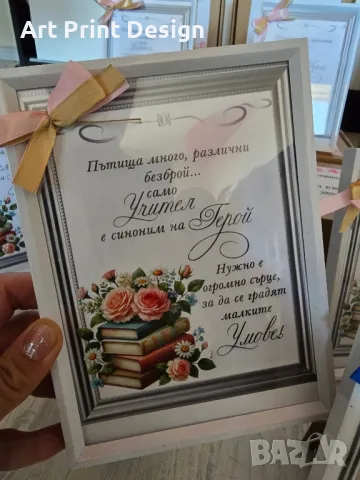 Art Print Design
Пътища много, различни
безброй...
само
Учител
е синоним на Герой
Нужно е
огромно сърце,
за да се градят
малките
Умове!
BAZAR